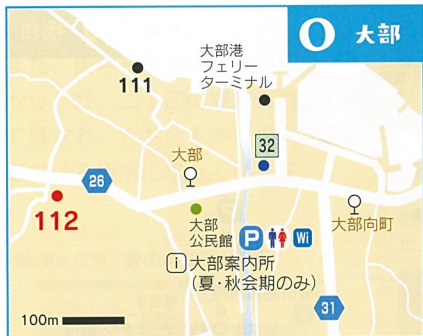 O 大部
大部港
フェリー
ターミナル
111
32
大部
26
112
大部
公民館
P
Wi
大部向町
i 大部案内所
(夏・秋会期のみ)
31
100m